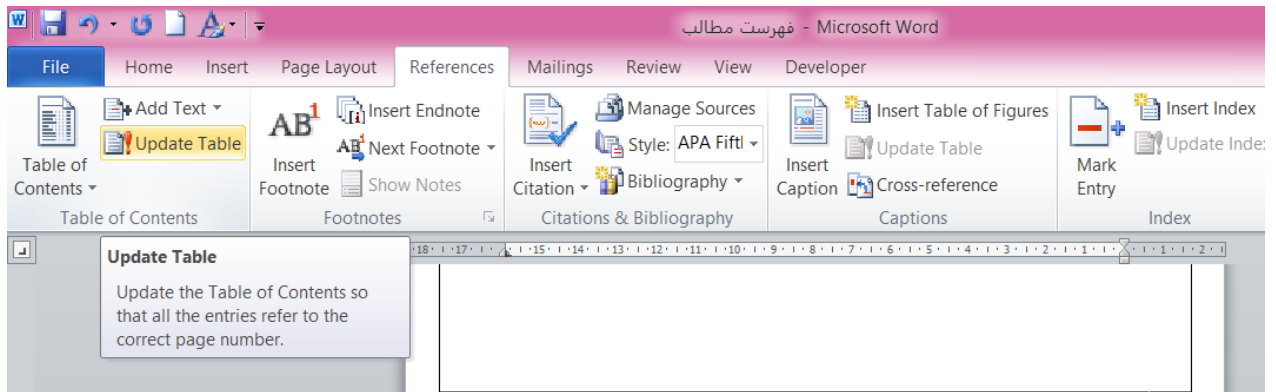 فهرست مطالب - Microsoft Word
File Home Insert Page Layout References Mailings Review View Developer
Table of Contents
Add Text
Update Table
Table of Contents
AB1
Insert Footnote
Insert Endnote
AB1 Next Footnote
Show Notes
Footnotes
Insert Citation
Manage Sources
Style: APA Fiftl
Bibliography
Citations & Bibliography
Insert Caption
Insert Table of Figures
Update Table
Cross-reference
Captions
Mark Entry
Insert Index
Update Inde
Index
Update Table
Update the Table of Contents so
that all the entries refer to the
correct page number.
18 17 15 14 13 12 11 10 9 8 7 6 5 4 3 2 1 1 2